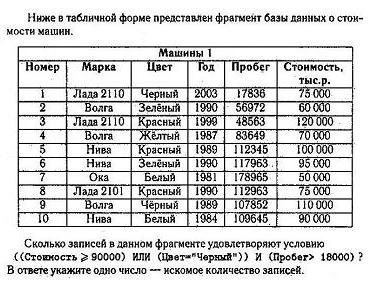 Ниже в табличной форме представлен фрагмент базы данных о стои-
мости машин.
Машины 1
Номер Марка Цвет Год Пробег Стоимость, тыс.р.
1 Лада 2110 Черный 2003 17836 75 000
2 Волга Зелёный 1990 56972 60 000
3 Лада 2110 Красный 1999 48563 120 000
4 Волга Жёлтый 1987 83649 70 000
5 Нива Красный 1989 112345 100 000
6 Нива Зеленый 1990 117963 95 000
7 Ока Белый 1981 178965 50 000
8 Лада 2101 Красный 1990 112963 75 000
9 Волга Чёрный 1989 107852 110 000
10 Нива Белый 1984 109645 90 000
Сколько записей в данном фрагменте удовлетворяют условию
((Стоимость ⩾ 90000) ИЛИ (Цвет="Черный")) И (Пробег> 18000) ?
В ответе укажите одно число — искомое количество записей.